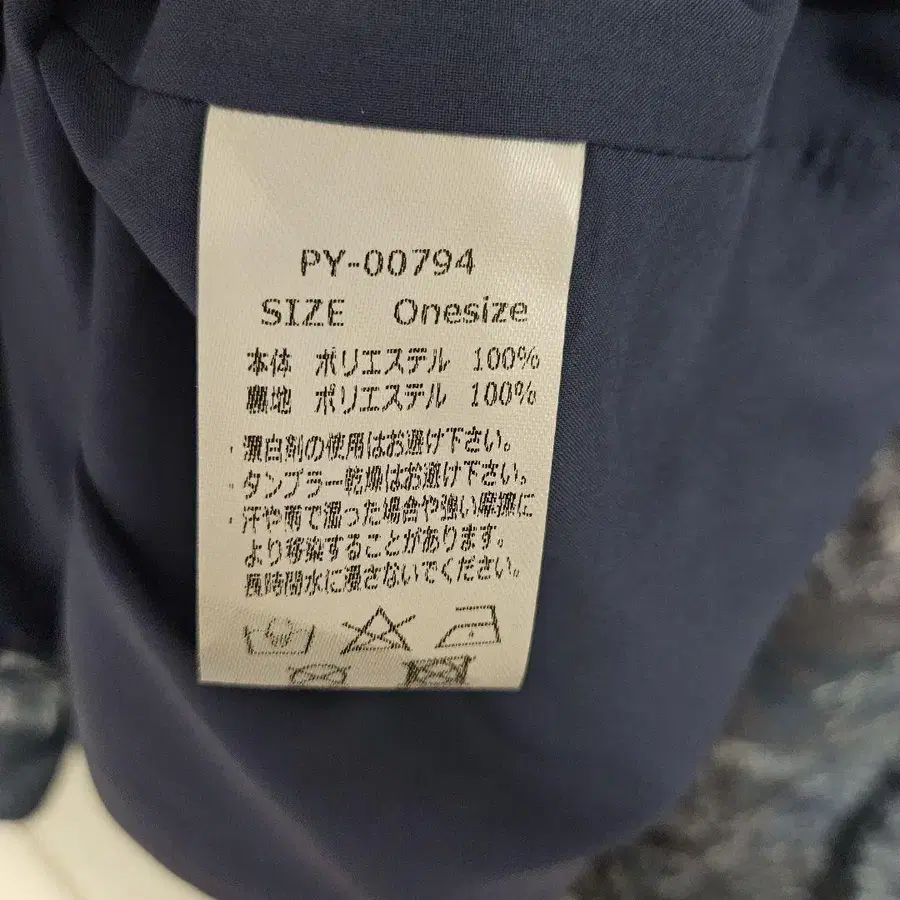 PY-00794
SIZE Onesize
本体 ポリエステル 100%
裏地 ポリエステル 100%
・漂白剤の使用はお避け下さい。
・タンブラー乾燥はお避け下さい。
・汗や雨で湿った場合や強い摩擦に
より移染することがあります。
長時間水に浸さないでください。